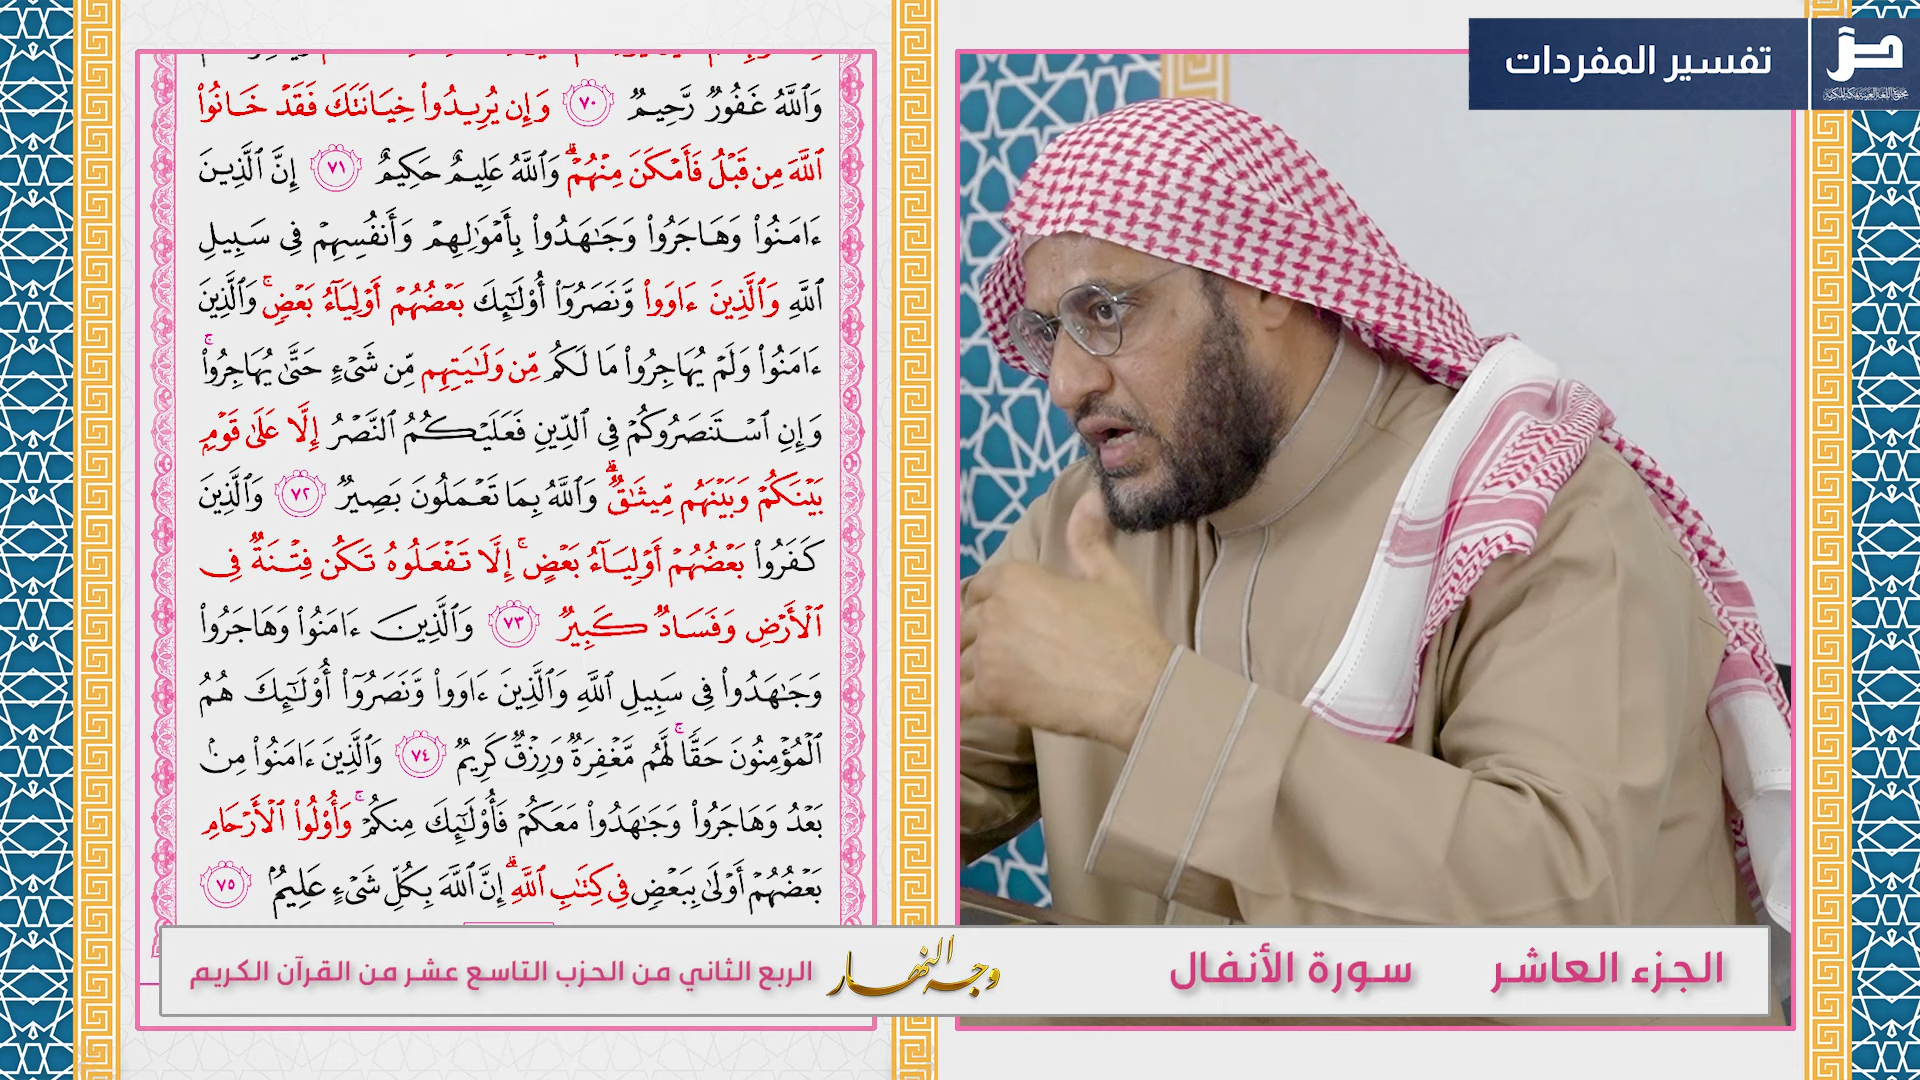 تفسير المفردات
وَٱللَّهُ غَفُورٌ رَّحِيمٌ ٧٠ وَإِن يُرِيدُوا۟ خِيَانَتَكَ فَقَدْ خَانُوا۟
ٱللَّهَ مِن قَبْلُ فَأَمْكَنَ مِنْهُمْ ۗ وَٱللَّهُ عَلِيمٌ حَكِيمٌ ٧١ إِنَّ ٱلَّذِينَ
ءَامَنُوا۟ وَهَاجَرُوا۟ وَجَٰهَدُوا۟ بِأَمْوَٰلِهِمْ وَأَنفُسِهِمْ فِى سَبِيلِ
ٱللَّهِ وَٱلَّذِينَ ءَاوَوا۟ وَّنَصَرُوٓا۟ أُو۟لَٰٓئِكَ بَعْضُهُمْ أَوْلِيَآءُ بَعْضٍ ۚ وَٱلَّذِينَ
ءَامَنُوا۟ وَلَمْ يُهَاجِرُوا۟ مَا لَكُم مِّن وَلَٰيَتِهِم مِّن شَىْءٍ حَتَّىٰ يُهَاجِرُوا۟ ۚ
وَإِنِ ٱسْتَنصَرُوكُمْ فِى ٱلدِّينِ فَعَلَيْكُمُ ٱلنَّصْرُ إِلَّا عَلَىٰ قَوْمٍ
بَيْنَكُمْ وَبَيْنَهُم مِّيثَٰقٌ ۗ وَٱللَّهُ بِمَا تَعْمَلُونَ بَصِيرٌ ٧٢ وَٱلَّذِينَ
كَفَرُوا۟ بَعْضُهُمْ أَوْلِيَآءُ بَعْضٍ ۚ إِلَّا تَفْعَلُوهُ تَكُن فِتْنَةٌ فِى
ٱلْأَرْضِ وَفَسَادٌ كَبِيرٌ ٧٣ وَٱلَّذِينَ ءَامَنُوا۟ وَهَاجَرُوا۟
وَجَٰهَدُوا۟ فِى سَبِيلِ ٱللَّهِ وَٱلَّذِينَ ءَاوَوا۟ وَّنَصَرُوٓا۟ أُو۟لَٰٓئِكَ هُمُ
ٱلْمُؤْمِنُونَ حَقًّا ۚ لَّهُم مَّغْفِرَةٌ وَرِزْقٌ كَرِيمٌ ٧٤ وَٱلَّذِينَ ءَامَنُوا۟ مِنۢ
بَعْدُ وَهَاجَرُوا۟ وَجَٰهَدُوا۟ مَعَكُمْ فَأُو۟لَٰٓئِكَ مِنكُمْ ۚ وَأُو۟لُوا۟ ٱلْأَرْحَامِ
بَعْضُهُمْ أَوْلَىٰ بِبَعْضٍ فِى كِتَٰبِ ٱللَّهِ ۗ إِنَّ ٱللَّهَ بِكُلِّ شَىْءٍ عَلِيمٌۢ ٧٥
الجزء العاشر سورة الأنفال وجه النهار الربع الثاني من الحزب التاسع عشر من القرآن الكريم